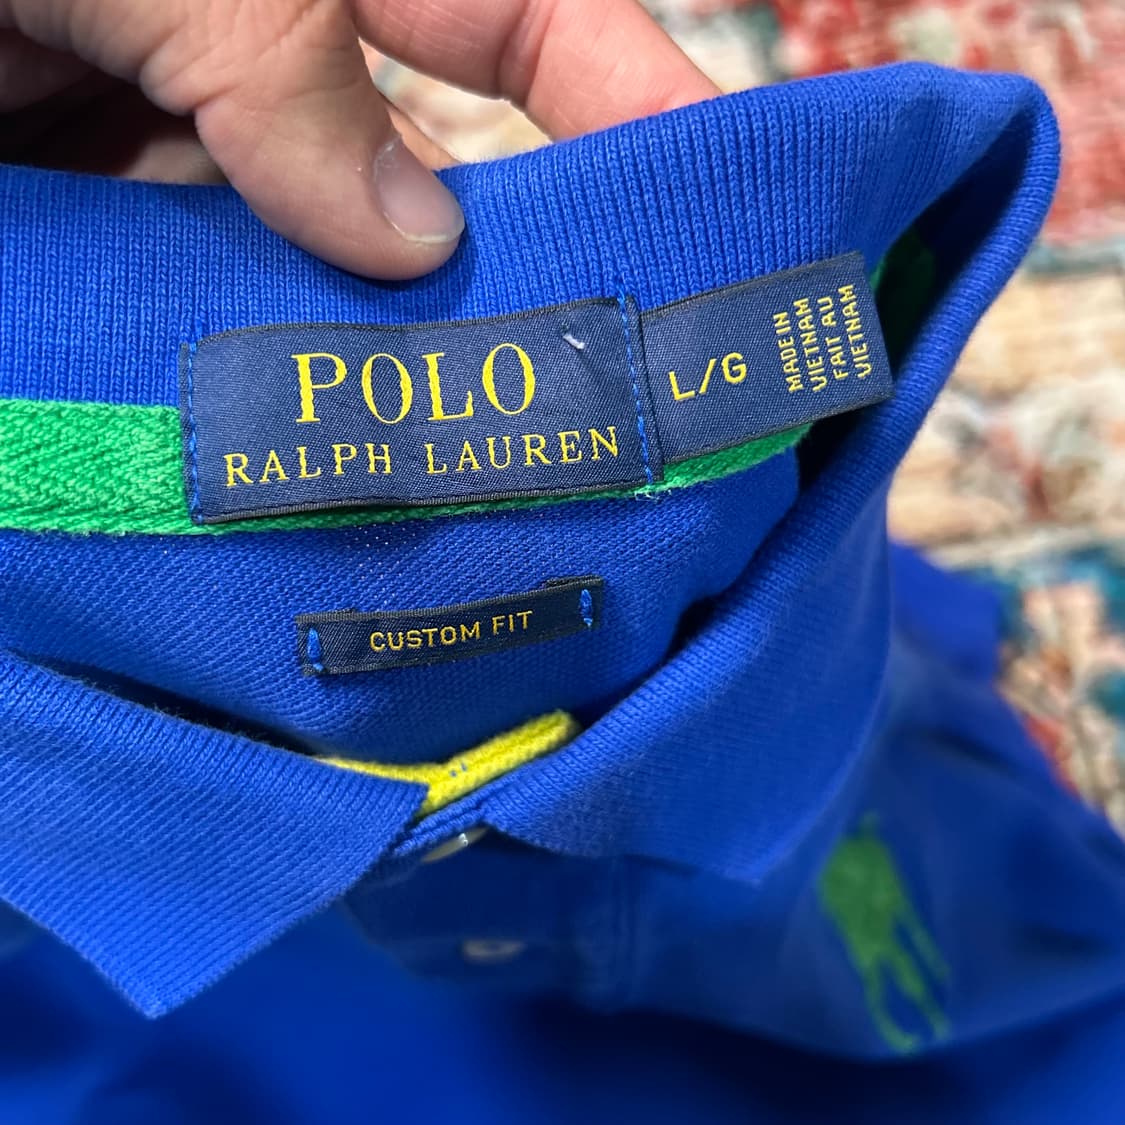 POLO
RALPH LAUREN
L/G
MADE IN
VIETNAM
FAIT AU
VIETNAM
CUSTOM FIT